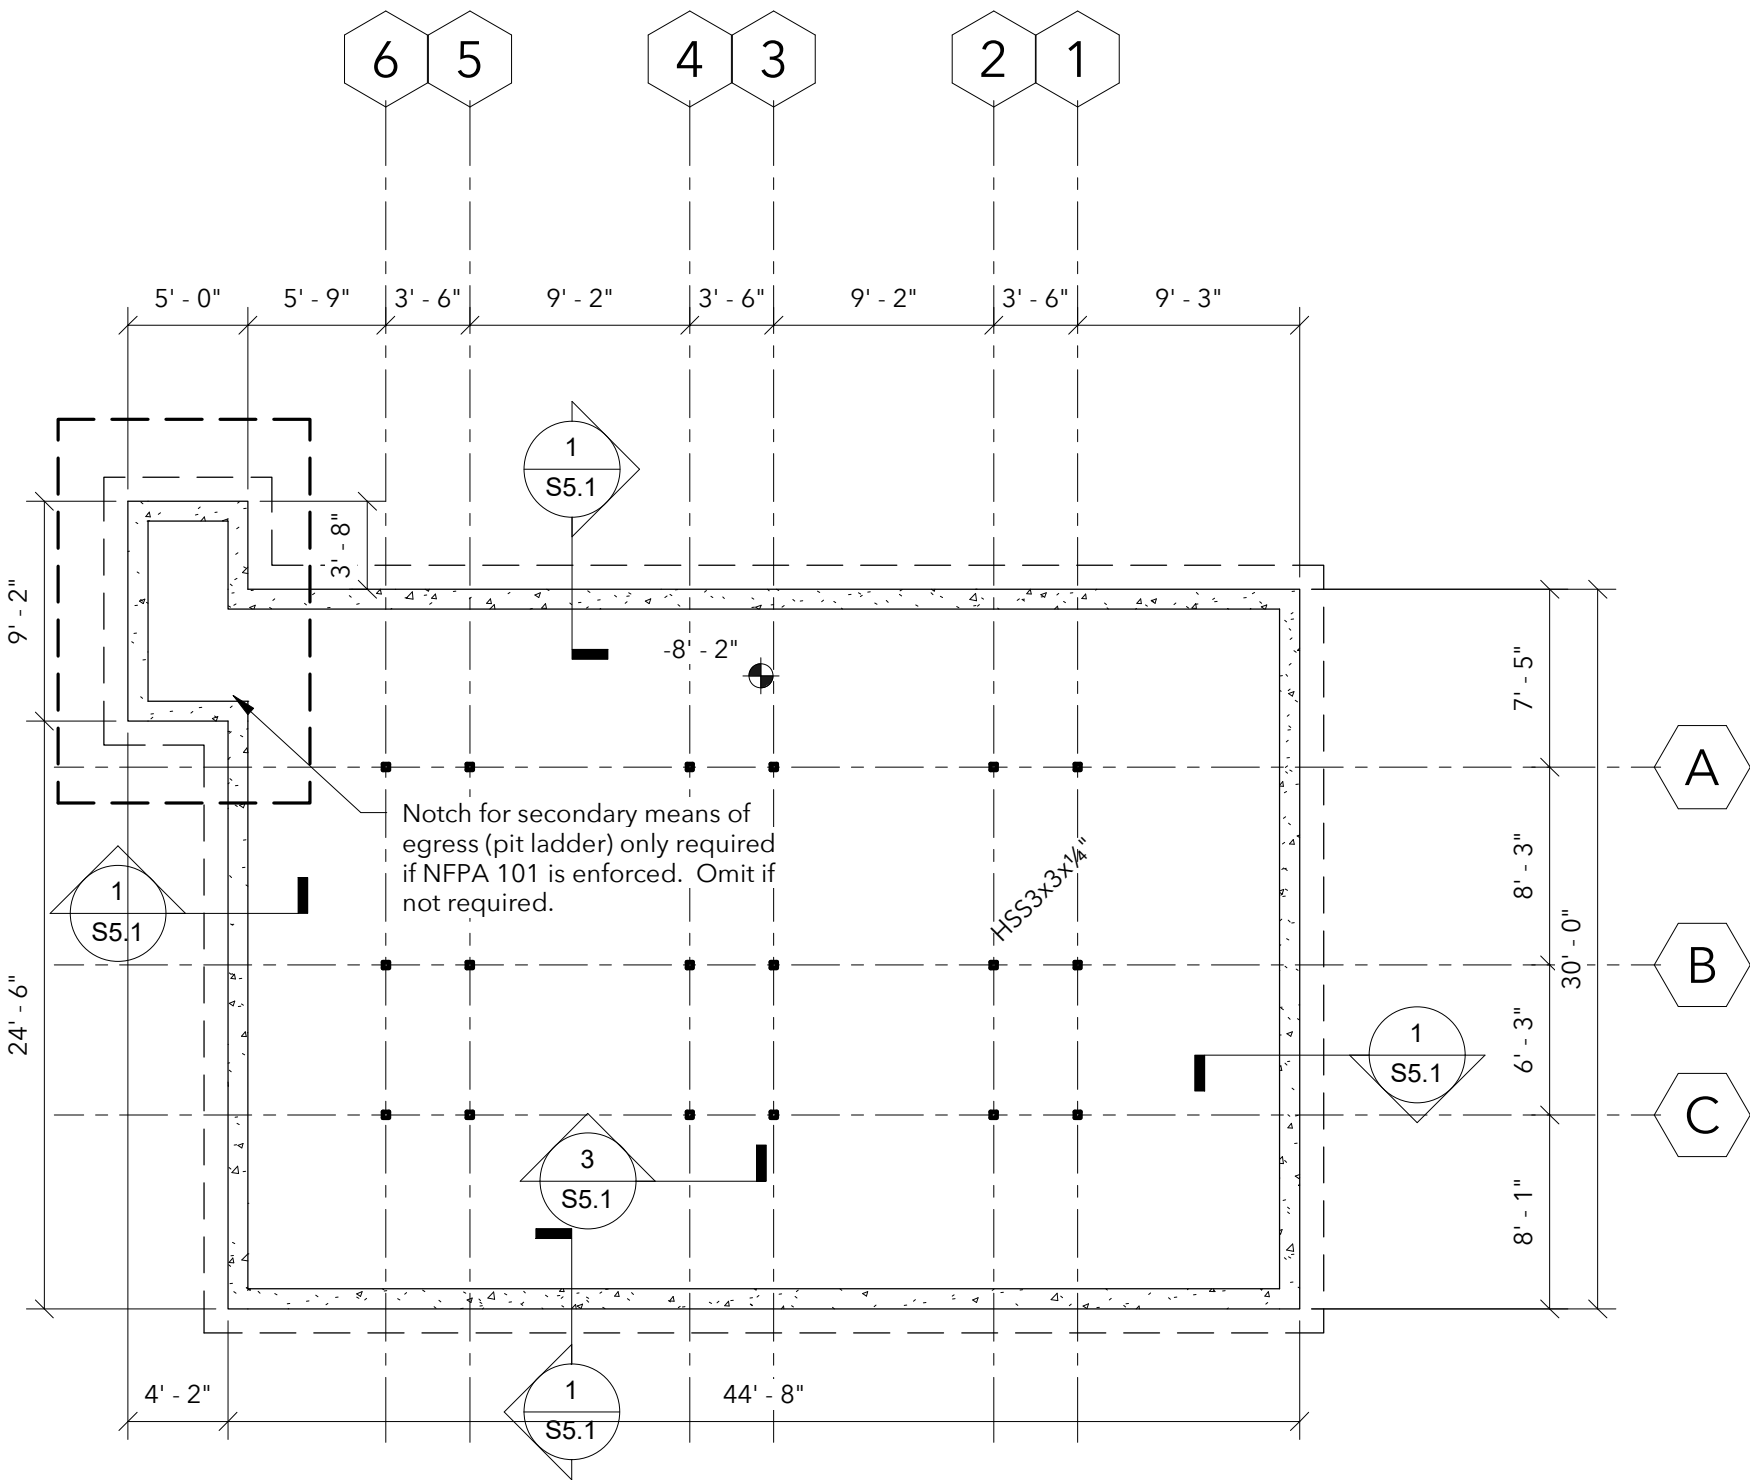 6 5 4 3 2 1
5' - 0" 5' - 9" 3' - 6" 9' - 2" 3' - 6" 9' - 2" 3' - 6" 9' - 3"
1
S5.1
3' - 8"
9' - 2"
-8' - 2"
7' - 5"
A
Notch for secondary means of
egress (pit ladder) only required
if NFPA 101 is enforced. Omit if
not required.
HSS3x3x¼"
8' - 3"
1
S5.1
30' - 0"
B
24' - 6"
6' - 3"
1
S5.1
C
3
S5.1
8' - 1"
4' - 2"
1
S5.1
44' - 8"